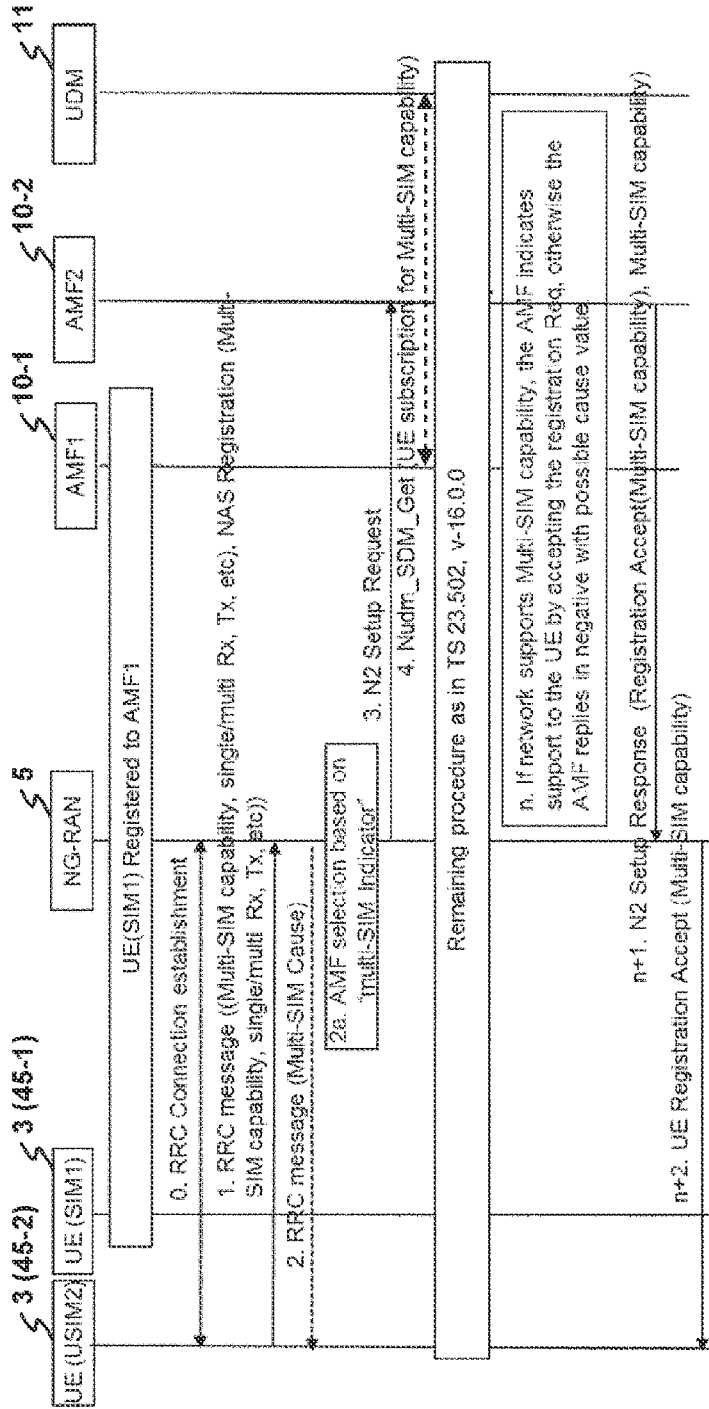 3 (45-2)
3 (45-1)
5
10-1
10-2
11
UE (USIM2)
UE (SIM1)
NG-RAN
AMF1
AMF2
UDM
UE(SIM1) Registered to AMF1
0. RRC Connection establishment
1. RRC message ((Multi-SIM capability, single/multi Rx, Tx, etc), NAS Registration (Multi-
SIM capability, single/multi Rx, Tx, etc))
2. RRC message (Multi-SIM Cause)
2a. AMF selection based on
"multi-SIM Indicator"
3. N2 Setup Request
4. Nudm_SDM_Get (UE subscription for Multi-SIM capability)
Remaining procedure as in TS 23.502, v-16.0.0
n. If network supports Multi-SIM capability, the AMF indicates
support to the UE by accepting the registration Req, otherwise the
AMF replies in negative with possible cause value
n+1. N2 Setup Response (Registration Accept(Multi-SIM capability), Multi-SIM capability)
n+2. UE Registration Accept (Multi-SIM capability)